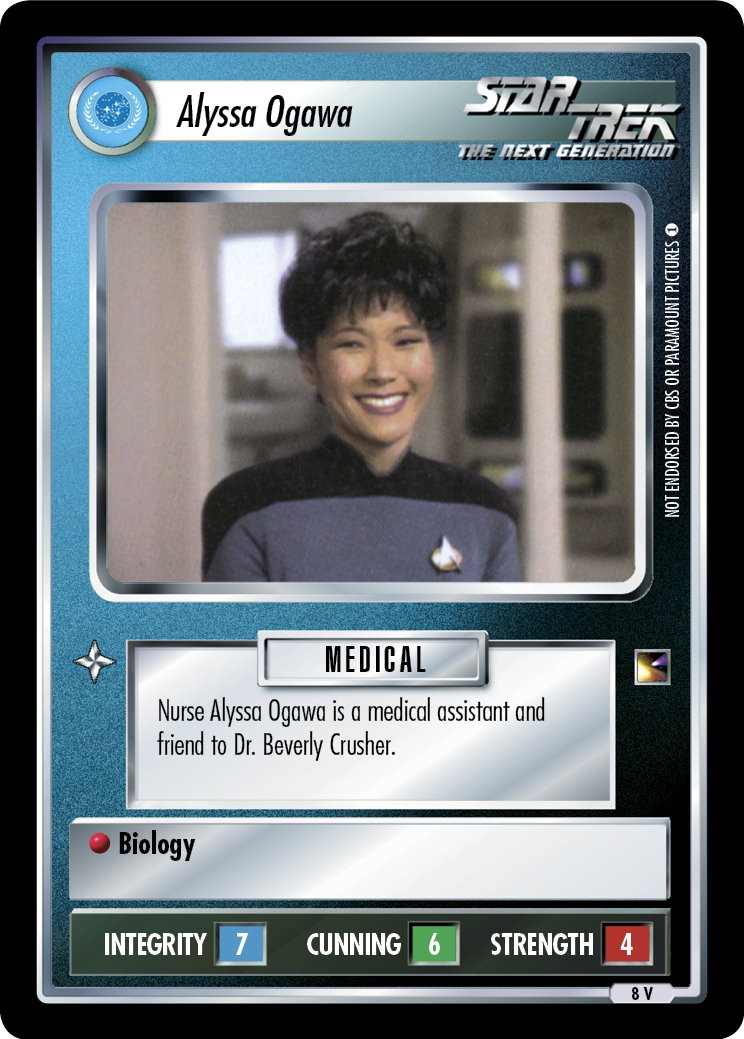 Alyssa Ogawa
STAR TREK
THE NEXT GENERATION
NOT ENDORSED BY CBS OR PARAMOUNT PICTURES 1
MEDICAL
Nurse Alyssa Ogawa is a medical assistant and
friend to Dr. Beverly Crusher.
Biology
INTEGRITY 7 CUNNING 6 STRENGTH 4
8 V